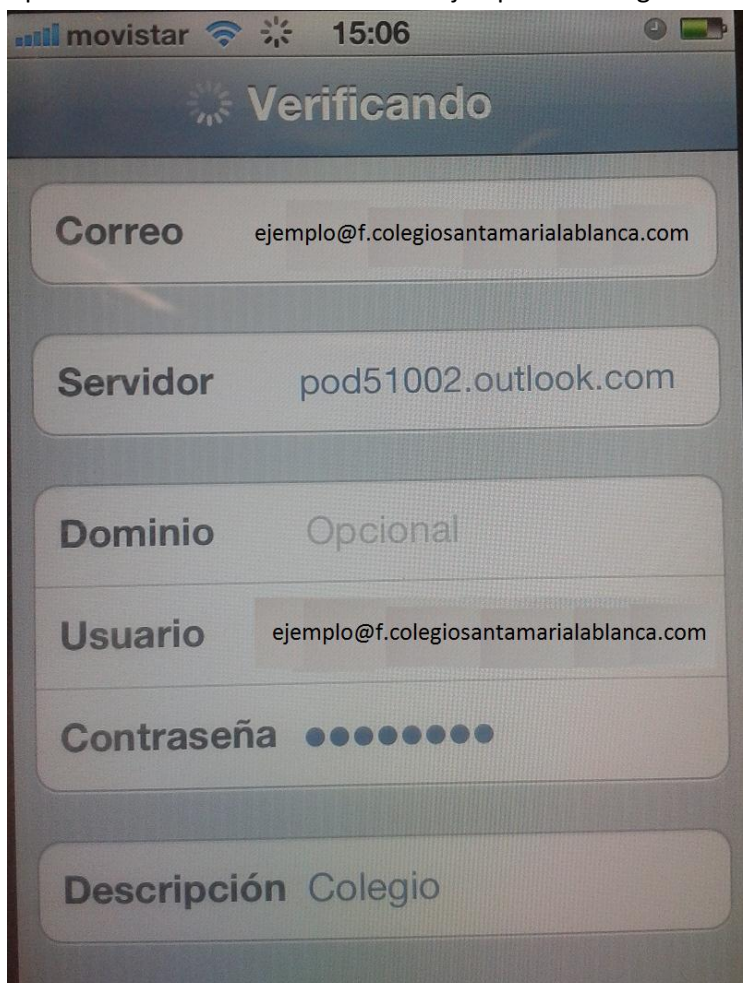 movistar 15:06
Verificando
Correo ejemplo@f.colegiosantamarialablanca.com
Servidor pod51002.outlook.com
Dominio Opcional
Usuario ejemplo@f.colegiosantamarialablanca.com
Contraseña ●●●●●●●●
Descripción Colegio